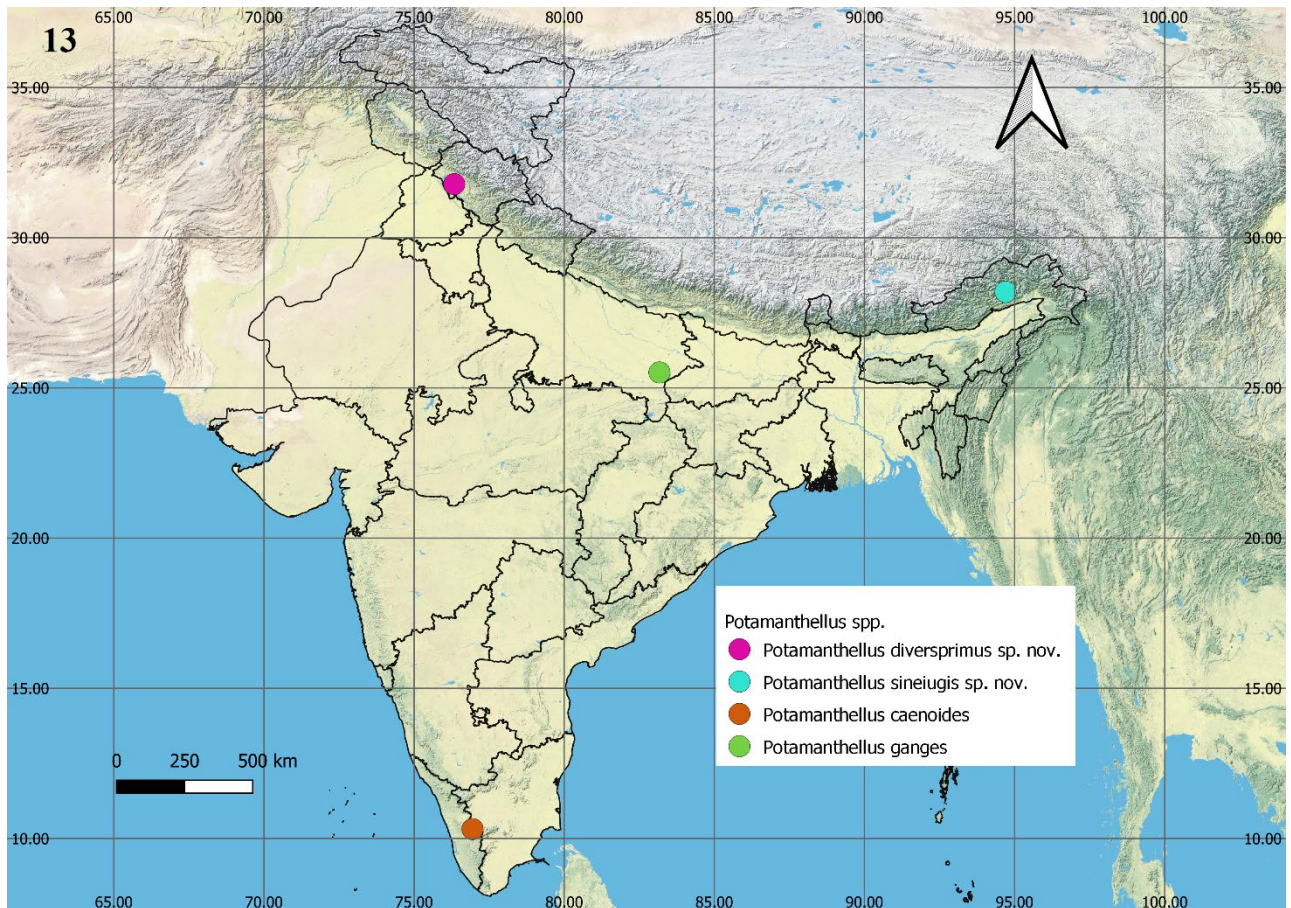 13
65.00 70.00 75.00 80.00 85.00 90.00 95.00 100.00
35.00 35.00
30.00 30.00
25.00 25.00
20.00 20.00
Potamanthellus spp.
Potamanthellus diversprimus sp. nov.
Potamanthellus sineiugis sp. nov.
Potamanthellus caenoides
Potamanthellus ganges
15.00 15.00
0 250 500 km
10.00 10.00
65.00 70.00 75.00 80.00 85.00 90.00 95.00 100.00